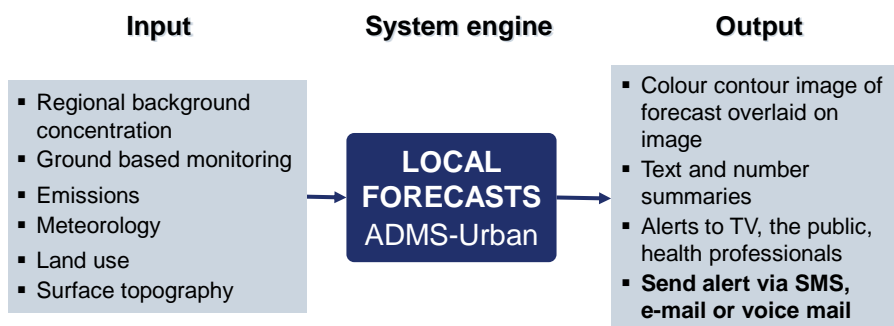 Input
System engine
Output
▪ Regional background
concentration
▪ Ground based monitoring
▪ Emissions
▪ Meteorology
▪ Land use
▪ Surface topography
LOCAL
FORECASTS
ADMS-Urban
▪ Colour contour image of
forecast overlaid on
image
▪ Text and number
summaries
▪ Alerts to TV, the public,
health professionals
▪ Send alert via SMS,
e-mail or voice mail